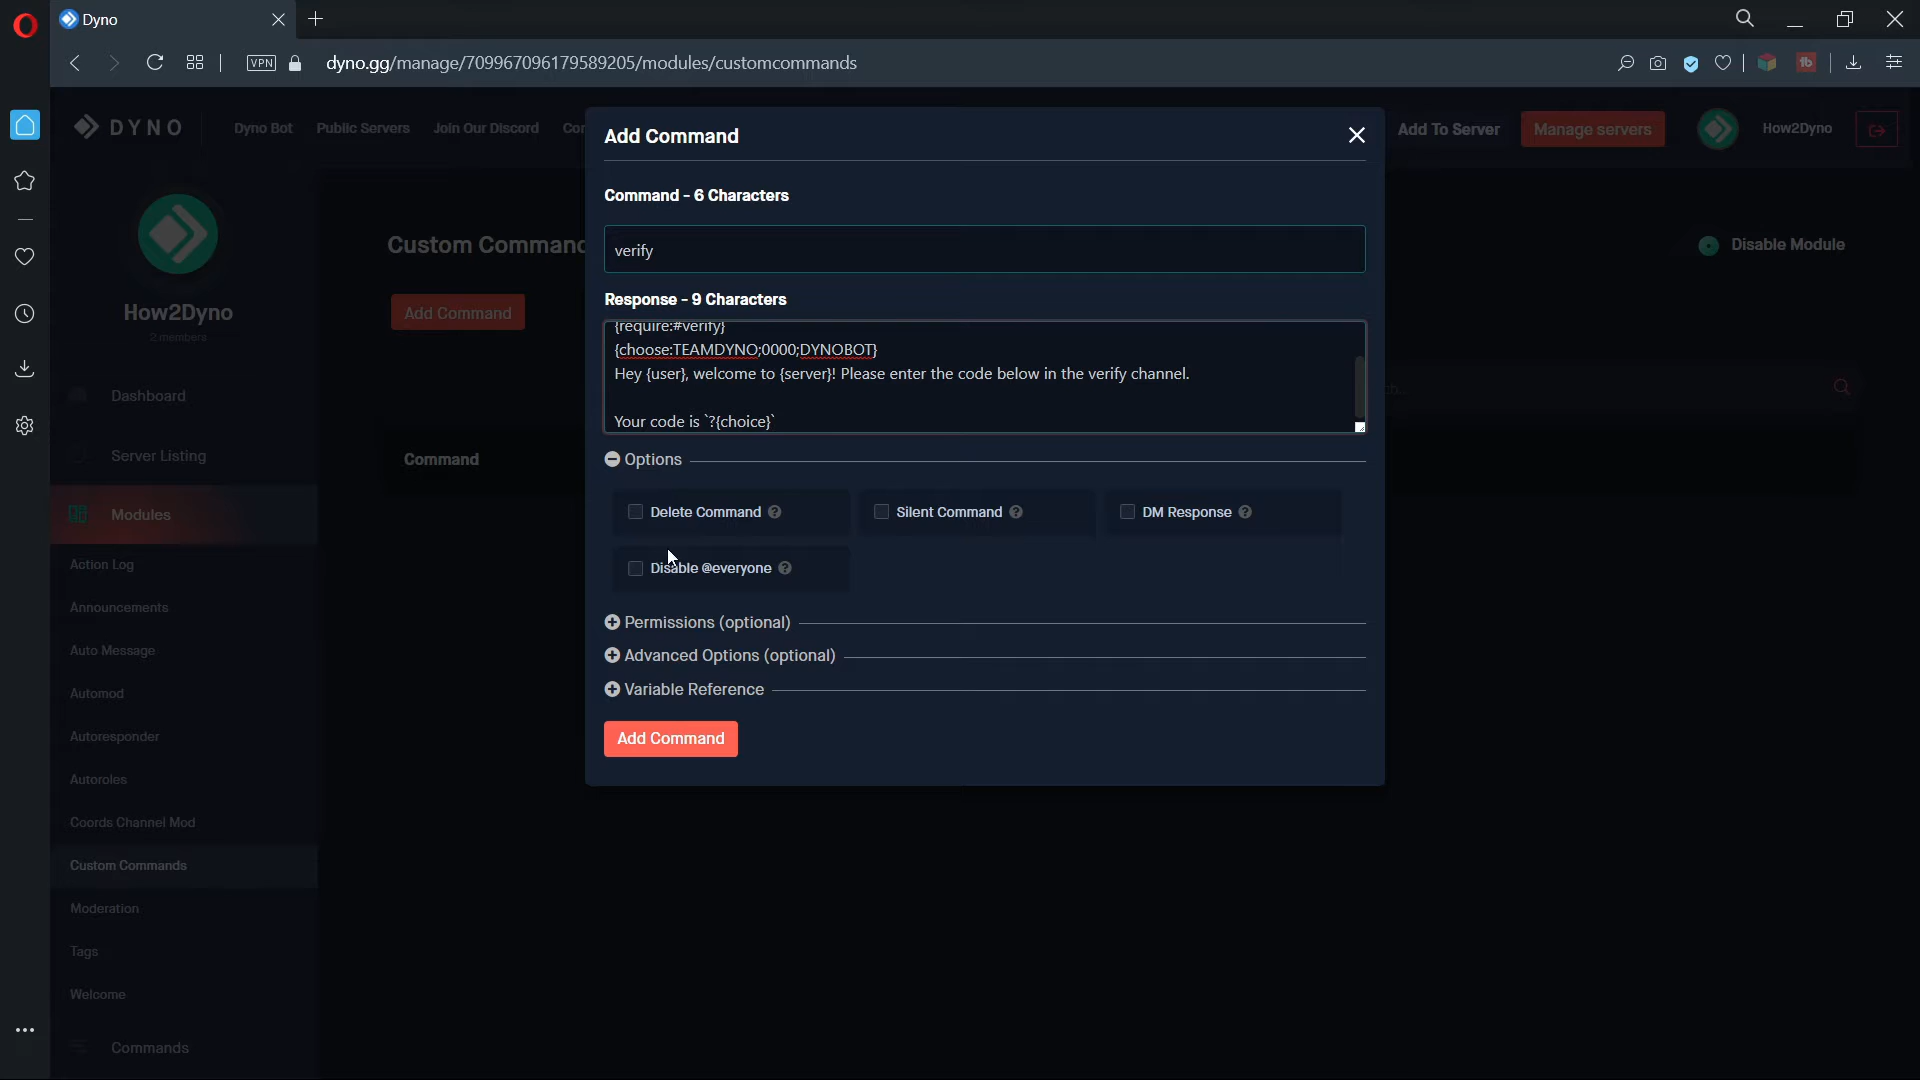 Dyno
VPN
dyno.gg/manage/709967096179589205/modules/customcommands
DYNO
Dyno Bot
Public Servers
Join Our Discord
Add To Server
Manage servers
How2Dyno
How2Dyno
2 members
Dashboard
Server Listing
Modules
Action Log
Announcements
Auto Message
Automod
Autoresponder
Autoroles
Coords Channel Mod
Custom Commands
Moderation
Tags
Welcome
Commands
Custom Command
Disable Module
Add Command
Command
Add Command
Command - 6 Characters
verify
Response - 9 Characters
{require:#verify}
{choose:TEAMDYNO;0000;DYNOBOT}
Hey {user}, welcome to {server}! Please enter the code below in the verify channel.
Your code is `?{choice}`
Options
Delete Command ?
Silent Command ?
DM Response ?
Disable @everyone ?
Permissions (optional)
Advanced Options (optional)
Variable Reference
Add Command